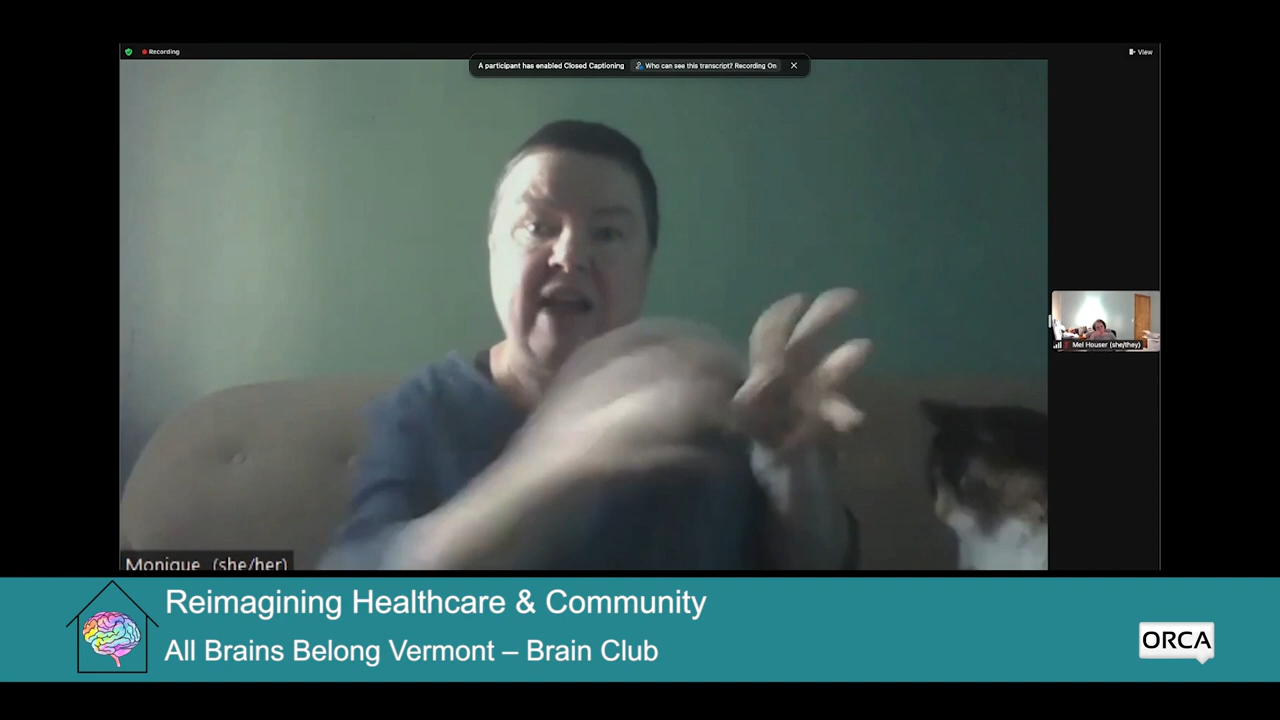 Recording
View
A participant has enabled Closed Captioning
Who can see this transcript? Recording On
Mel Houser (she/they)
Monique (she/her)
Reimagining Healthcare & Community
All Brains Belong Vermont – Brain Club
ORCA